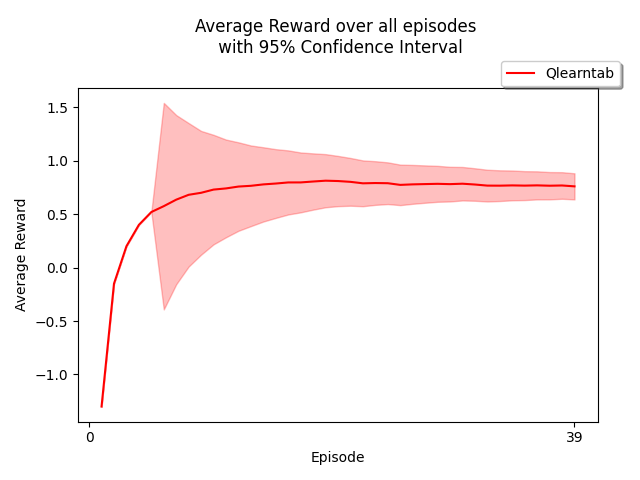 Average Reward over all episodes
with 95% Confidence Interval
Qlearntab
1.5
1.0
0.5
0.0
−0.5
−1.0
Average Reward
0
39
Episode